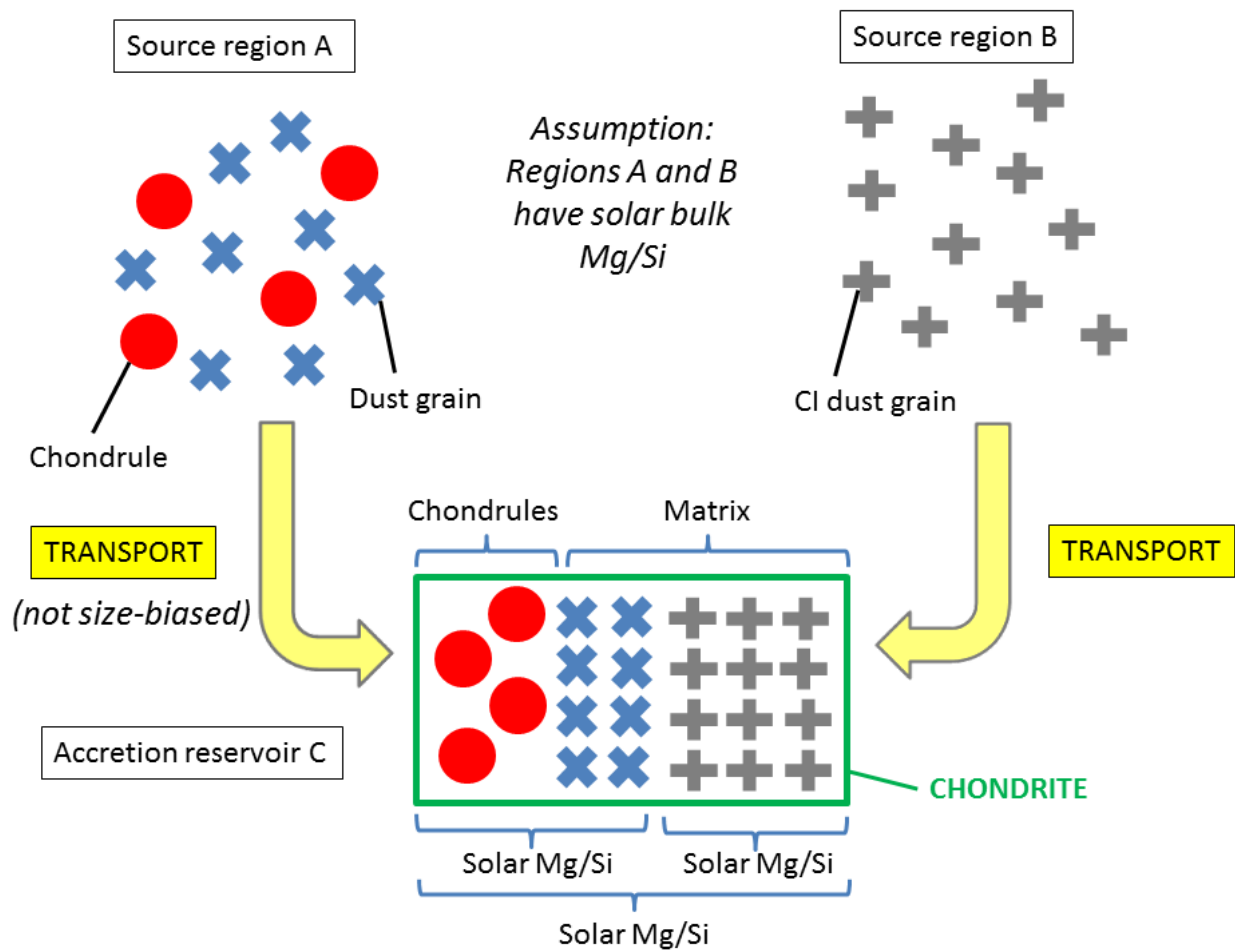 Source region A
Source region B
Assumption:
Regions A and B
have solar bulk
Mg/Si
Dust grain
CI dust grain
Chondrule
Chondrules
Matrix
TRANSPORT
(not size-biased)
TRANSPORT
Accretion reservoir C
CHONDRITE
Solar Mg/Si
Solar Mg/Si
Solar Mg/Si